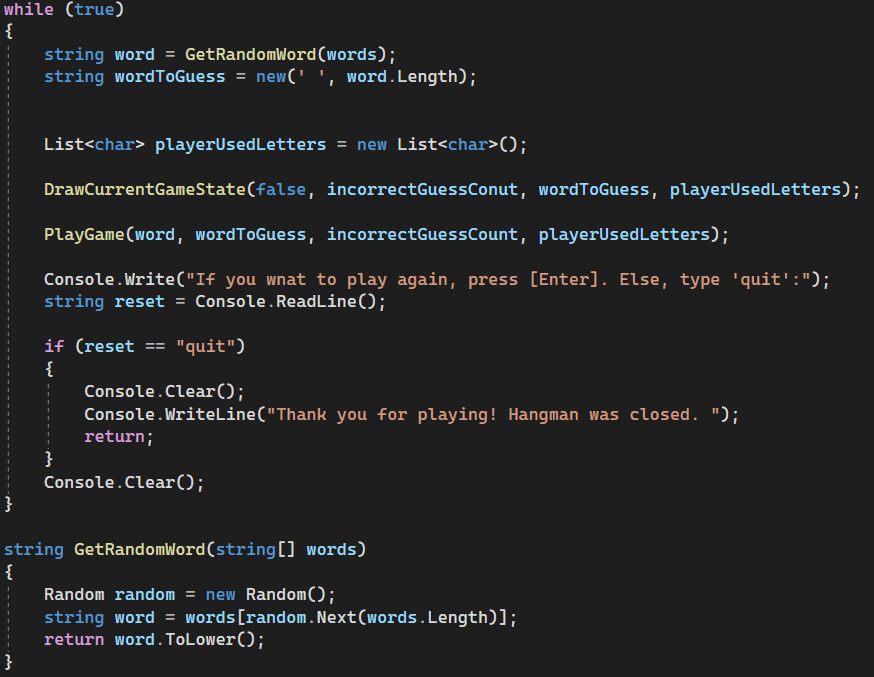 while (true)
{
    string word = GetRandomWord(words);
    string wordToGuess = new(' ', word.Length);
    List<char> playerUsedLetters = new List<char>();
    DrawCurrentGameState(false, incorrectGuessConut, wordToGuess, playerUsedLetters);
    PlayGame(word, wordToGuess, incorrectGuessCount, playerUsedLetters);
    Console.Write("If you wnat to play again, press [Enter]. Else, type 'quit':");
    string reset = Console.ReadLine();
    if (reset == "quit")
    {
        Console.Clear();
        Console.WriteLine("Thank you for playing! Hangman was closed. ");
        return;
    }
    Console.Clear();
}
string GetRandomWord(string[] words)
{
    Random random = new Random();
    string word = words[random.Next(words.Length)];
    return word.ToLower();
}